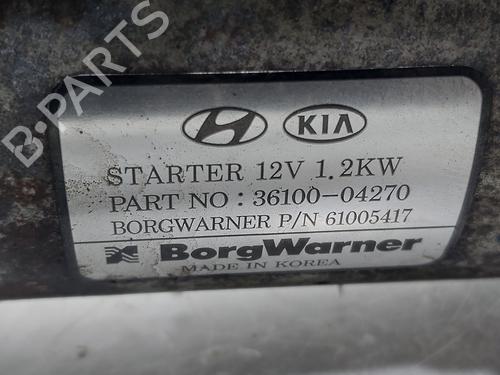 B-PARTS
KIA
STARTER 12V 1.2KW
PART NO : 36100-04270
BORGWARNER P/N 61005417
BorgWarner
MADE IN KOREA